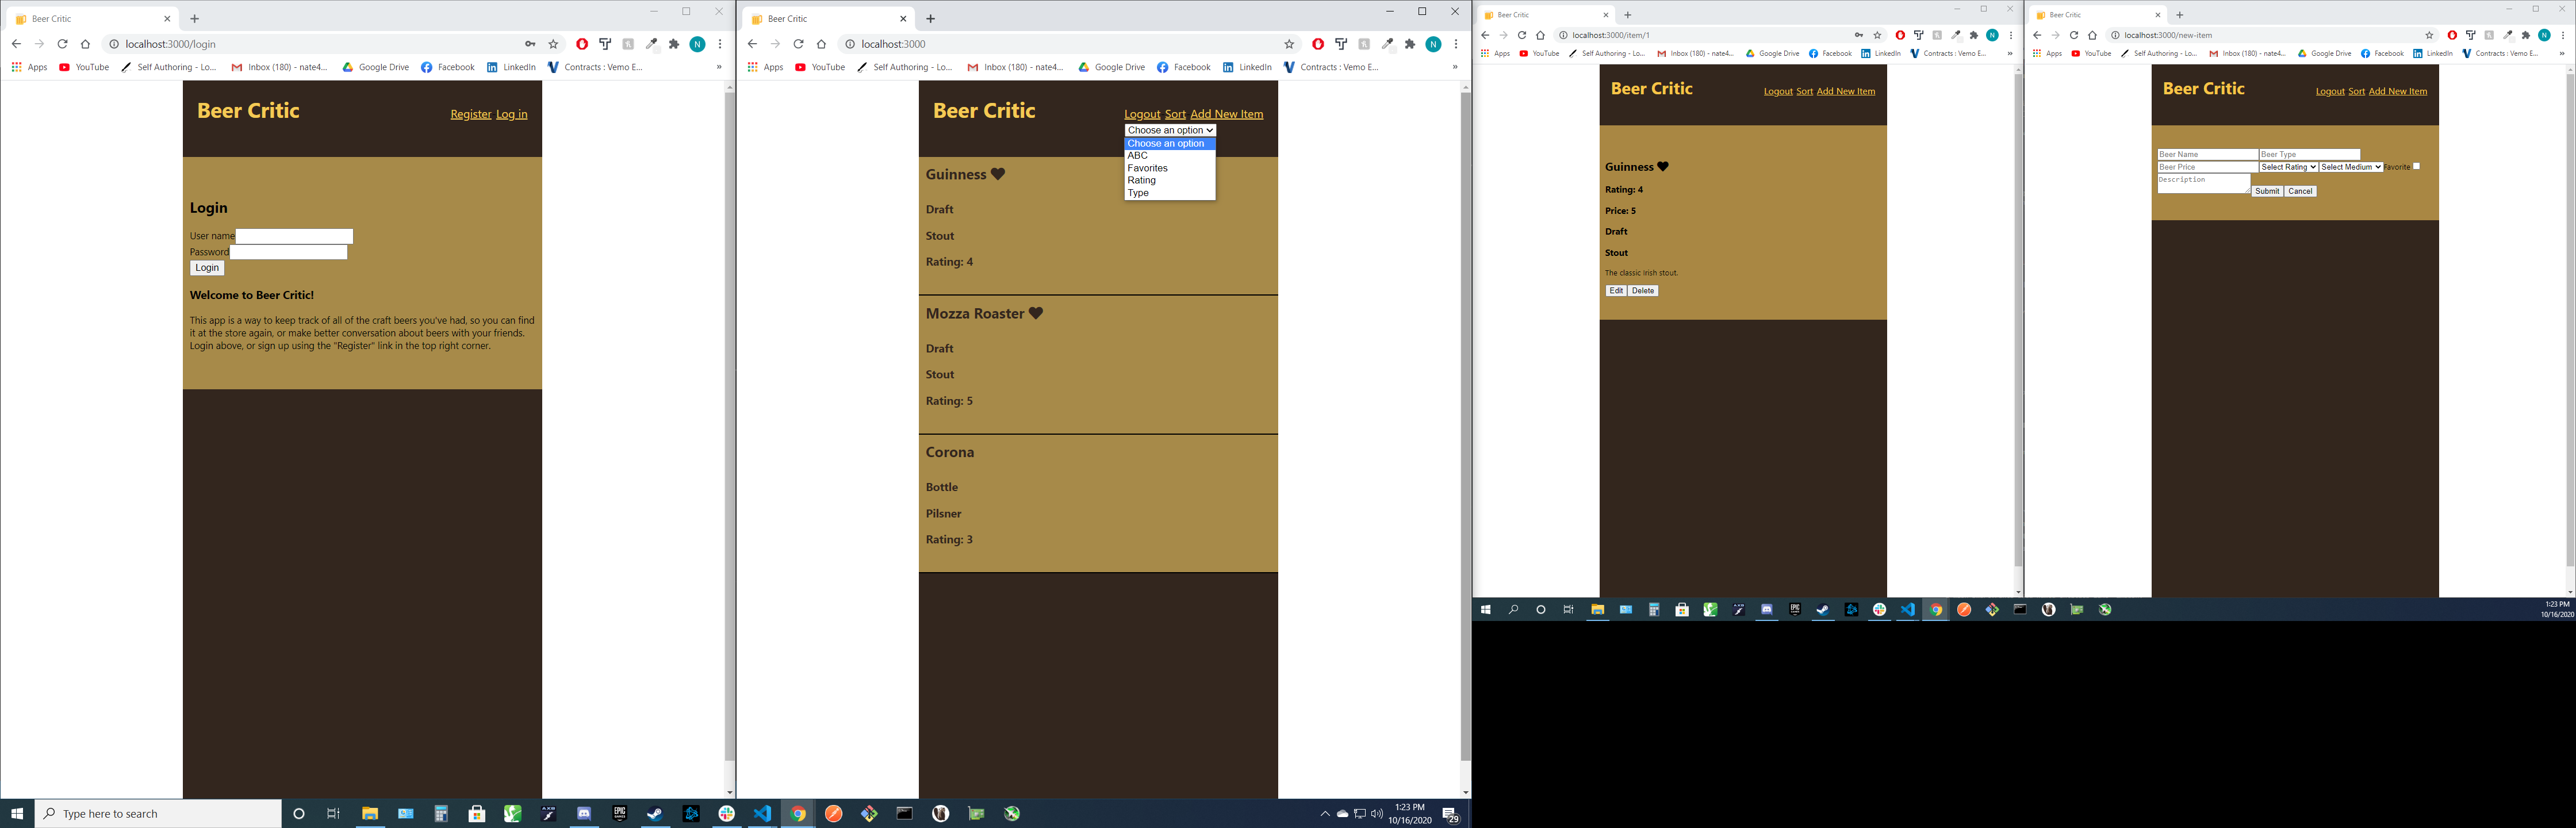 Beer Critic
localhost:3000/login
Apps YouTube Self Authoring - Lo... Inbox (180) - nate4... Google Drive Facebook LinkedIn Contracts : Vemo E... »
Beer Critic
Register Log in
Login
User name
Password
Login
Welcome to Beer Critic!
This app is a way to keep track of all of the craft beers you've had, so you can find
it at the store again, or make better conversation about beers with your friends.
Login above, or sign up using the "Register" link in the top right corner.
Beer Critic
localhost:3000
N
Apps YouTube Self Authoring - Lo... Inbox (180) - nate4... Google Drive Facebook LinkedIn Contracts : Vemo E... »
Beer Critic
Logout Sort Add New Item
Choose an option
Choose an option
ABC
Favorites
Rating
Type
Guinness
Draft
Stout
Rating: 4
Mozza Roaster
Draft
Stout
Rating: 5
Corona
Bottle
Pilsner
Rating: 3
Type here to search
1:23 PM
10/16/2020
29
Beer Critic
localhost:3000/item/1
N
Apps YouTube Self Authoring - Lo... Inbox (180) - nate4... Google Drive Facebook LinkedIn Contracts : Vemo E... »
Beer Critic
Logout Sort Add New Item
Guinness
Rating: 4
Price: 5
Draft
Stout
The classic Irish stout.
Edit Delete
Beer Critic
localhost:3000/new-item
N
Apps YouTube Self Authoring - Lo... Inbox (180) - nate4... Google Drive Facebook LinkedIn Contracts : Vemo E... »
Beer Critic
Logout Sort Add New Item
Beer Name Beer Type
Beer Price Select Rating Select Medium Favorite
Description Submit Cancel
1:23 PM
10/16/2020